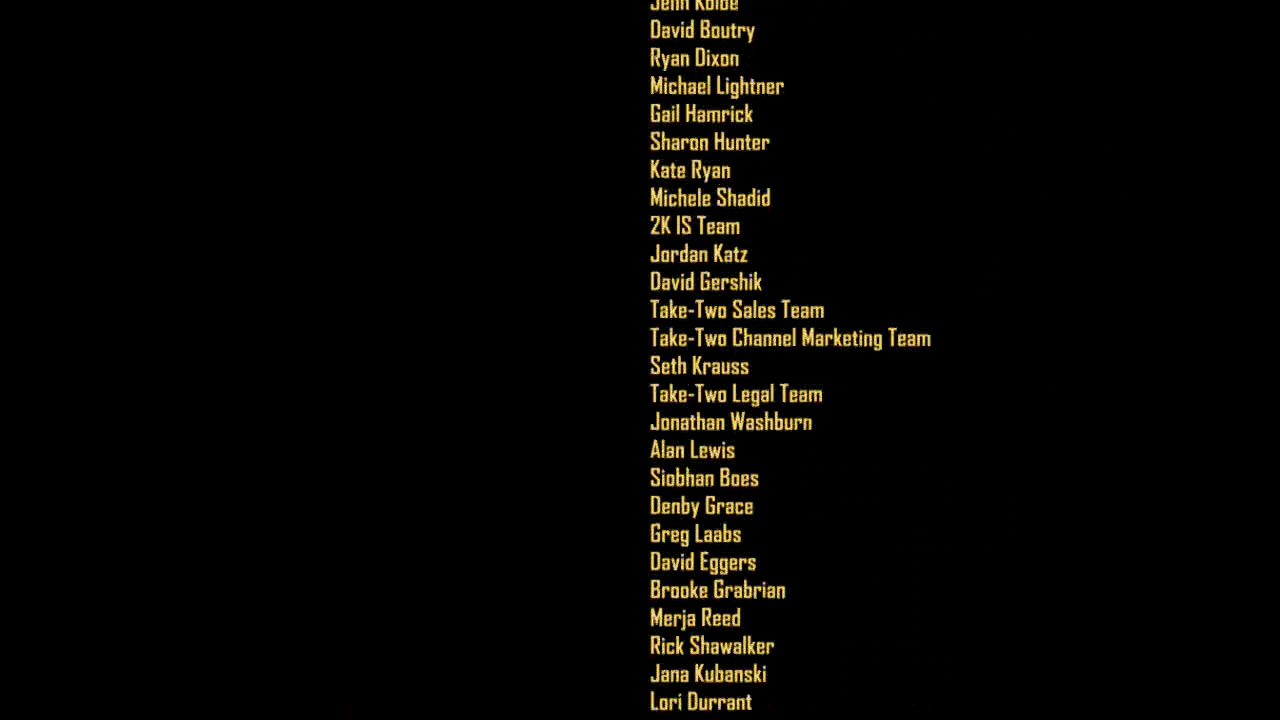 Jenn Kolbe
David Boutry
Ryan Dixon
Michael Lightner
Gail Hamrick
Sharon Hunter
Kate Ryan
Michele Shadid
2K IS Team
Jordan Katz
David Gershik
Take-Two Sales Team
Take-Two Channel Marketing Team
Seth Krauss
Take-Two Legal Team
Jonathan Washburn
Alan Lewis
Siobhan Boes
Denby Grace
Greg Laabs
David Eggers
Brooke Grabrian
Merja Reed
Rick Shawalker
Jana Kubanski
Lori Durrant